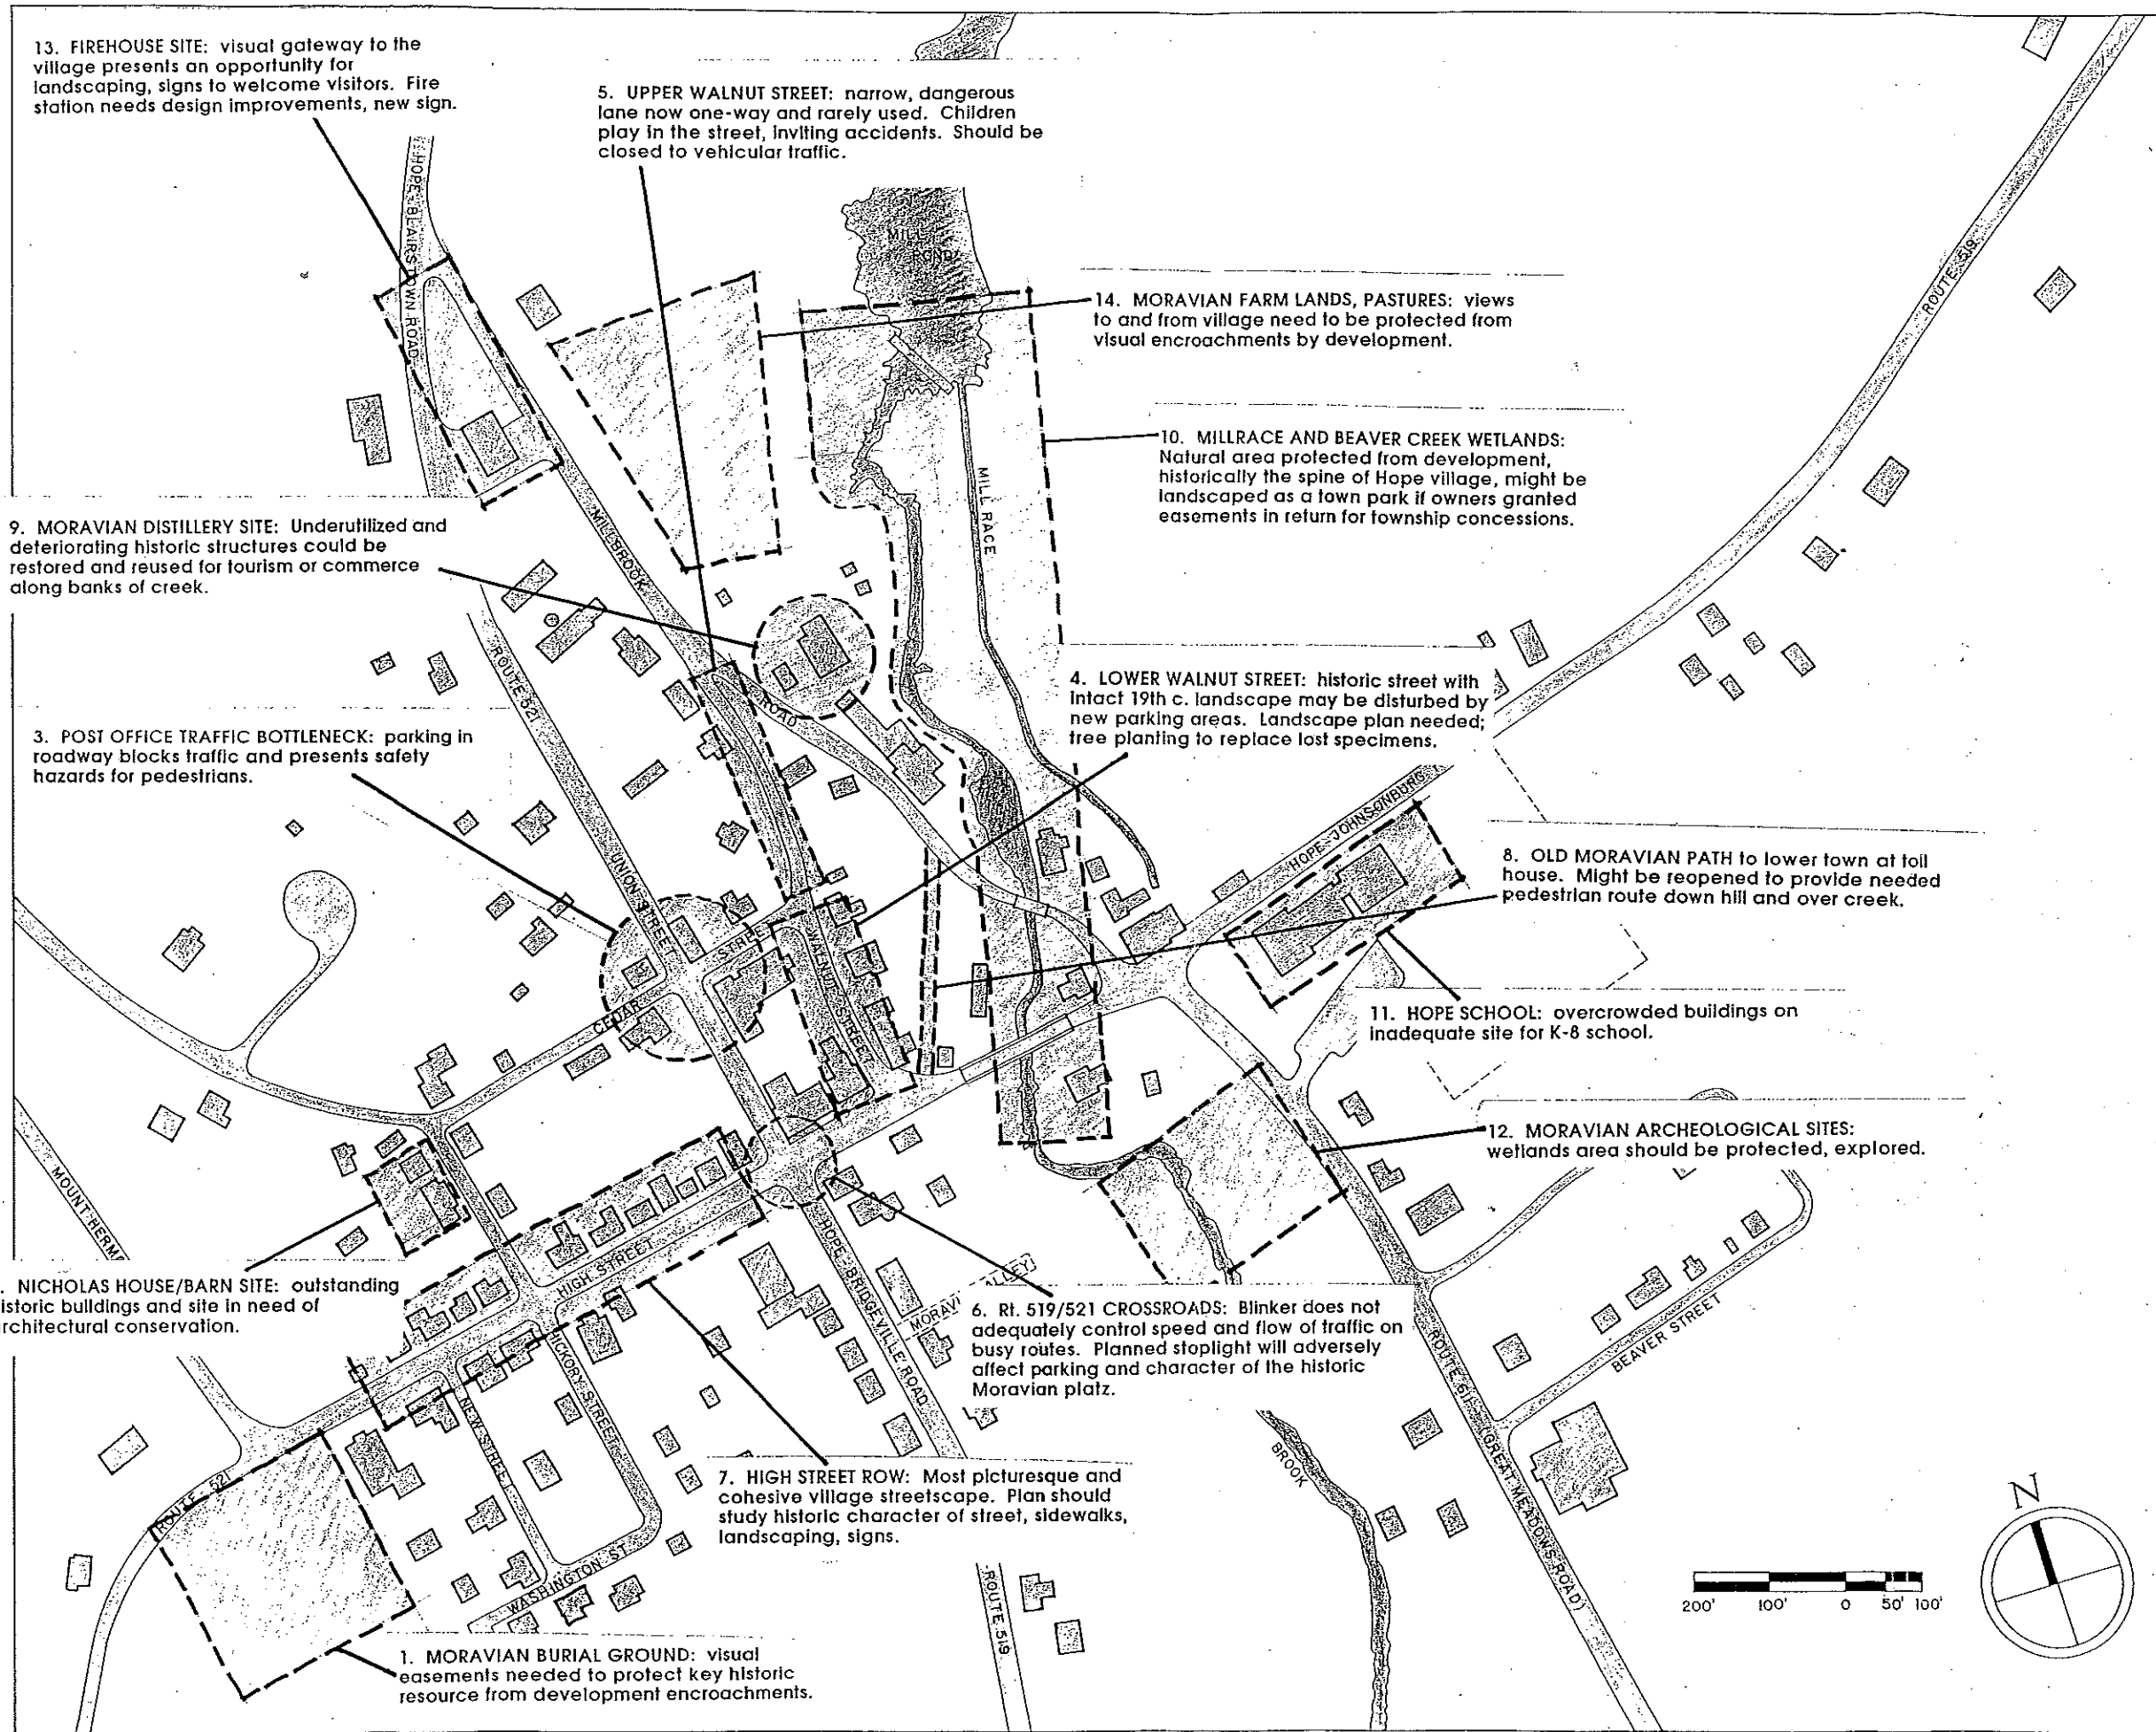 13. FIREHOUSE SITE: visual gateway to the
village presents an opportunity for
landscaping, signs to welcome visitors. Fire
station needs design improvements, new sign.
5. UPPER WALNUT STREET: narrow, dangerous
lane now one-way and rarely used. Children
play in the street, inviting accidents. Should be
closed to vehicular traffic.
HOPE-BLAIRSTOWN ROAD
MILL
POND
ROUTE 519
14. MORAVIAN FARM LANDS, PASTURES: views
to and from village need to be protected from
visual encroachments by development.
10. MILLRACE AND BEAVER CREEK WETLANDS:
Natural area protected from development,
historically the spine of Hope village, might be
landscaped as a town park if owners granted
easements in return for township concessions.
MILL RACE
9. MORAVIAN DISTILLERY SITE: Underutilized and
deteriorating historic structures could be
restored and reused for tourism or commerce
along banks of creek.
MILLBROOK
ROAD
ROUTE 521
UNION STREET
4. LOWER WALNUT STREET: historic street with
intact 19th c. landscape may be disturbed by
new parking areas. Landscape plan needed;
tree planting to replace lost specimens.
3. POST OFFICE TRAFFIC BOTTLENECK: parking in
roadway blocks traffic and presents safety
hazards for pedestrians.
HOPE-JOHNSONBURG
8. OLD MORAVIAN PATH to lower town at toll
house. Might be reopened to provide needed
pedestrian route down hill and over creek.
CEDAR
STREET
WALNUT STREET
11. HOPE SCHOOL: overcrowded buildings on
inadequate site for K-8 school.
12. MORAVIAN ARCHEOLOGICAL SITES:
wetlands area should be protected, explored.
MOUNT HERM
. NICHOLAS HOUSE/BARN SITE: outstanding
istoric buildings and site in need of
rchitectural conservation.
HIGH STREET
HOPE-BRIDGEVILLE ROAD
MORAVI
ALLEY)
6. Rt. 519/521 CROSSROADS: Blinker does not
adequately control speed and flow of traffic on
busy routes. Planned stoplight will adversely
affect parking and character of the historic
Moravian platz.
ROUTE 611 (GREAT MEADOWS ROAD)
BEAVER STREET
HICKORY STREET
NEW STREET
WASHINGTON ST.
ROUTE 521
7. HIGH STREET ROW: Most picturesque and
cohesive village streetscape. Plan should
study historic character of street, sidewalks,
landscaping, signs.
BROOK
ROUTE 519
N
200' 100' 0 50' 100'
1. MORAVIAN BURIAL GROUND: visual
easements needed to protect key historic
resource from development encroachments.